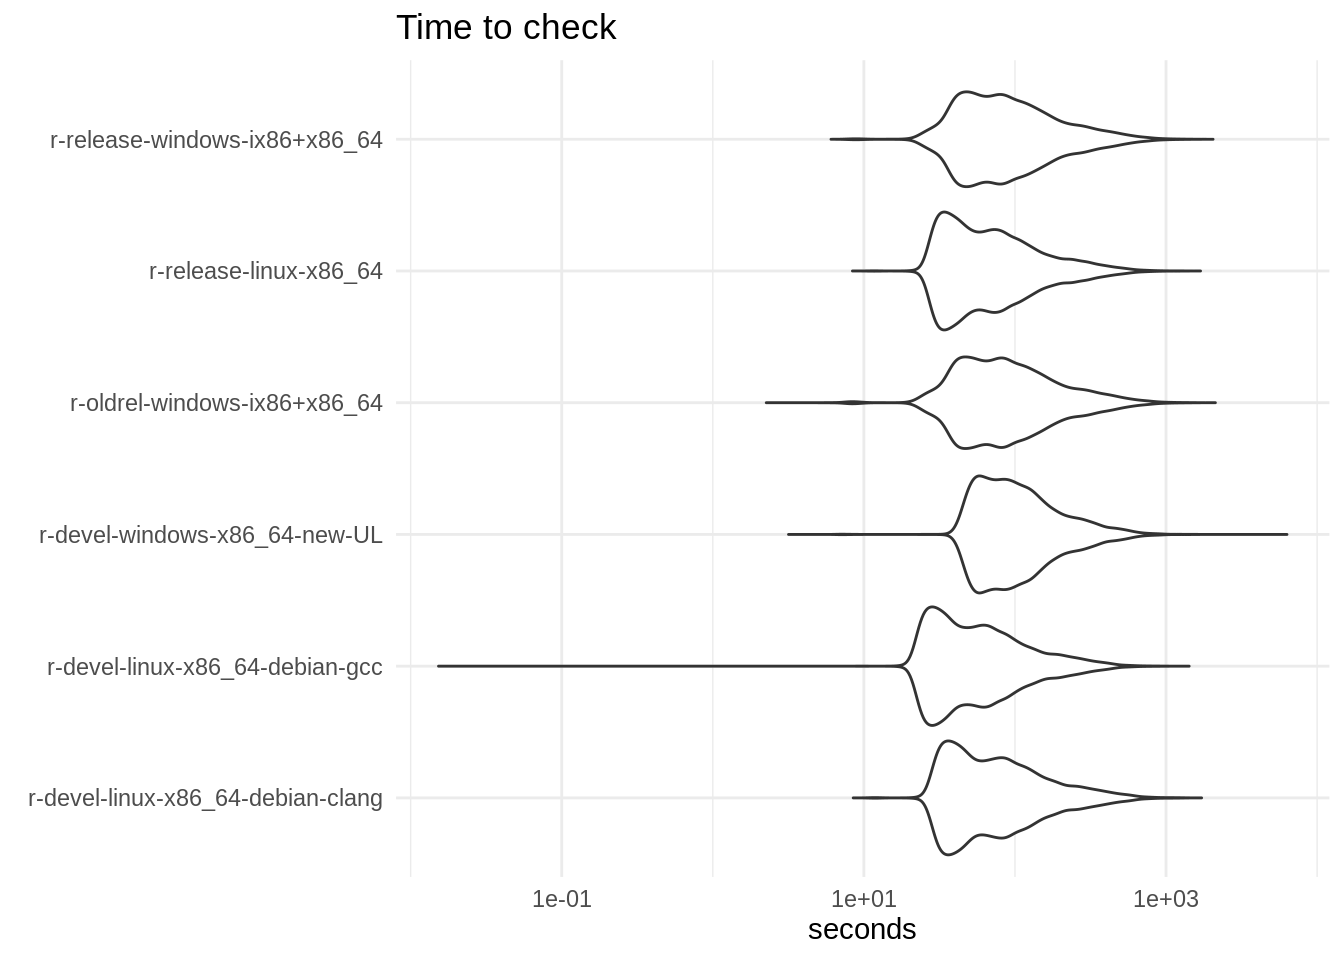 Time to check
r-release-windows-ix86+x86_64
r-release-linux-x86_64
r-oldrel-windows-ix86+x86_64
r-devel-windows-x86_64-new-UL
r-devel-linux-x86_64-debian-gcc
r-devel-linux-x86_64-debian-clang
1e-01 1e+01 1e+03
seconds